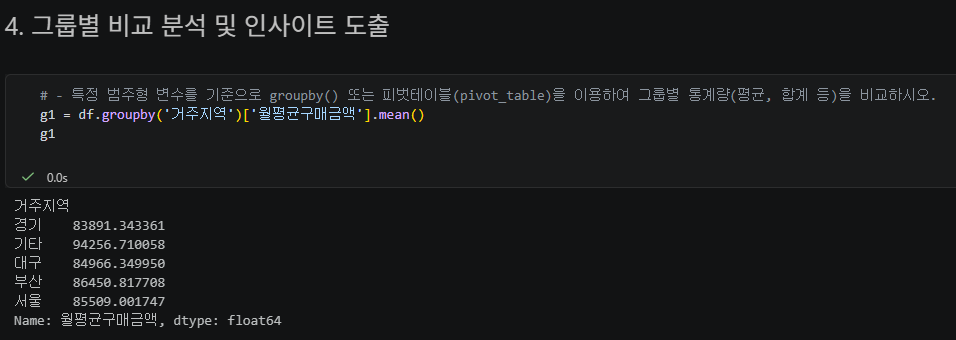 4. 그룹별 비교 분석 및 인사이트 도출
# - 특정 범주형 변수를 기준으로 groupby() 또는 피벗테이블(pivot_table)을 이용하여 그룹별 통계량(평균, 합계 등)을 비교하시오.
g1 = df.groupby('거주지역')['월평균구매금액'].mean()
g1
0.0s
거주지역
경기    83891.343361
기타    94256.710058
대구    84966.349950
부산    86450.817708
서울    85509.001747
Name: 월평균구매금액, dtype: float64